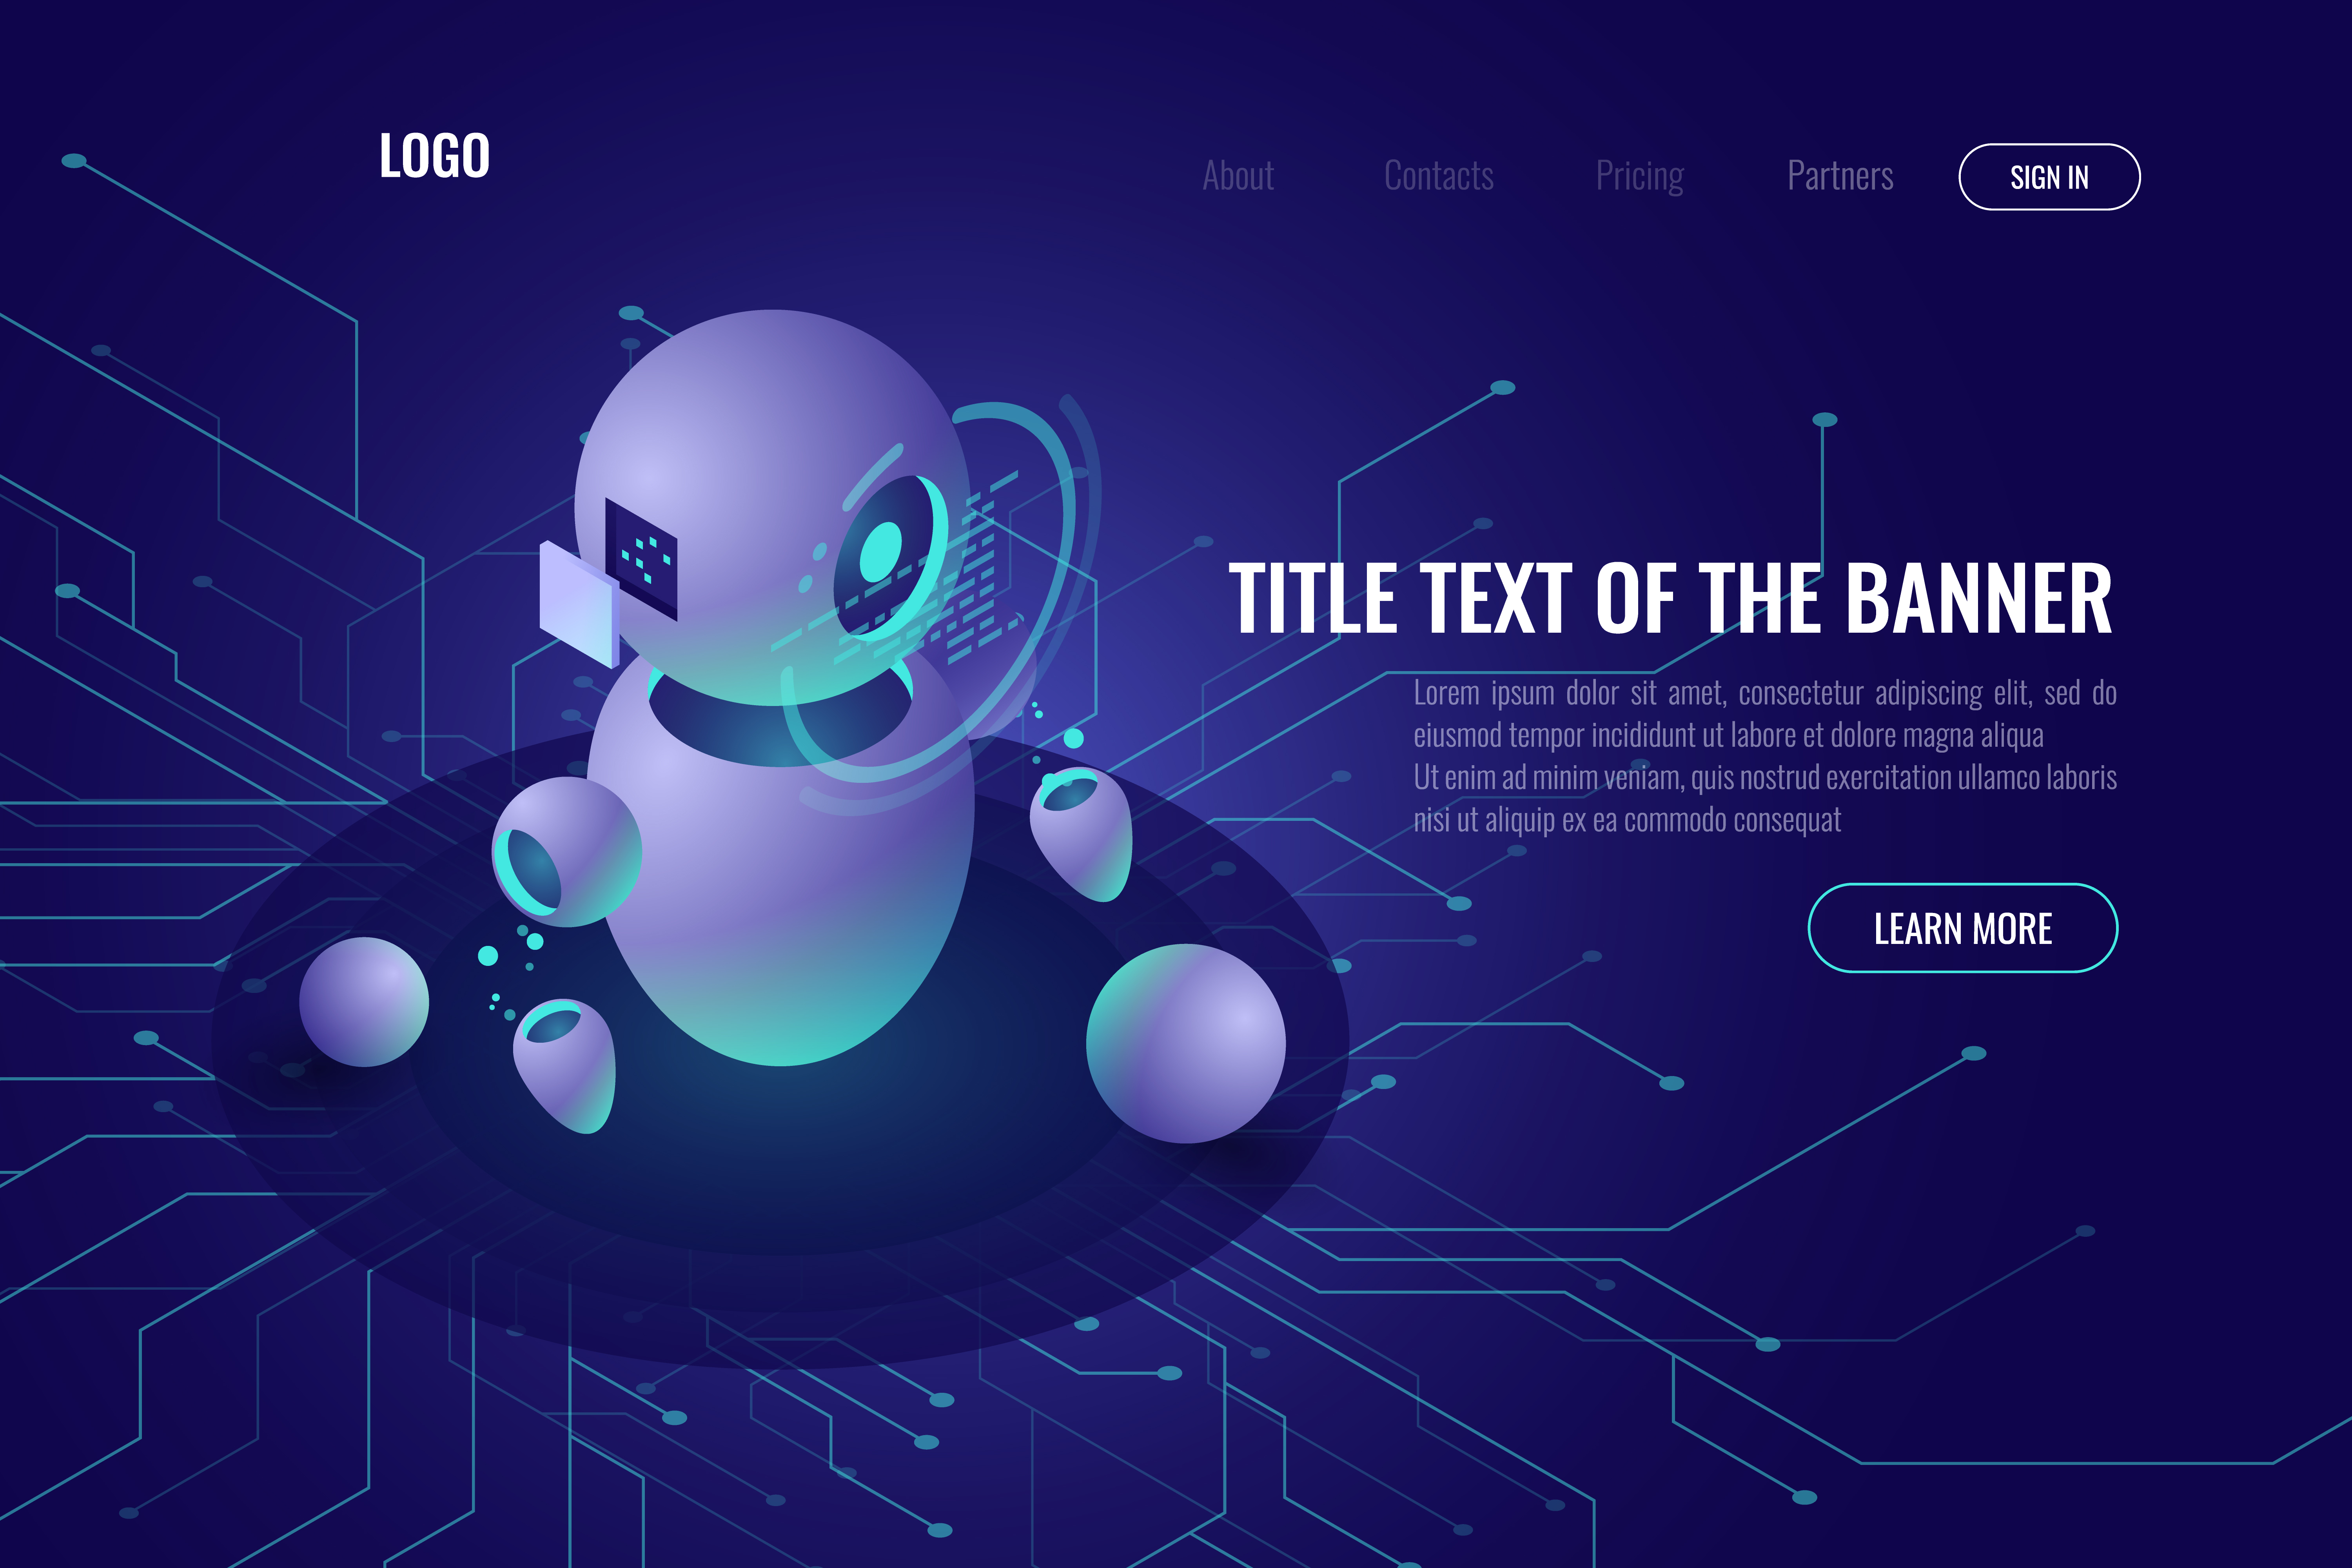 LOGO
About Contacts Pricing Partners SIGN IN
TITLE TEXT OF THE BANNER
Lorem ipsum dolor sit amet, consectetur adipiscing elit, sed do
eiusmod tempor incididunt ut labore et dolore magna aliqua
Ut enim ad minim veniam, quis nostrud exercitation ullamco laboris
nisi ut aliquip ex ea commodo consequat
LEARN MORE